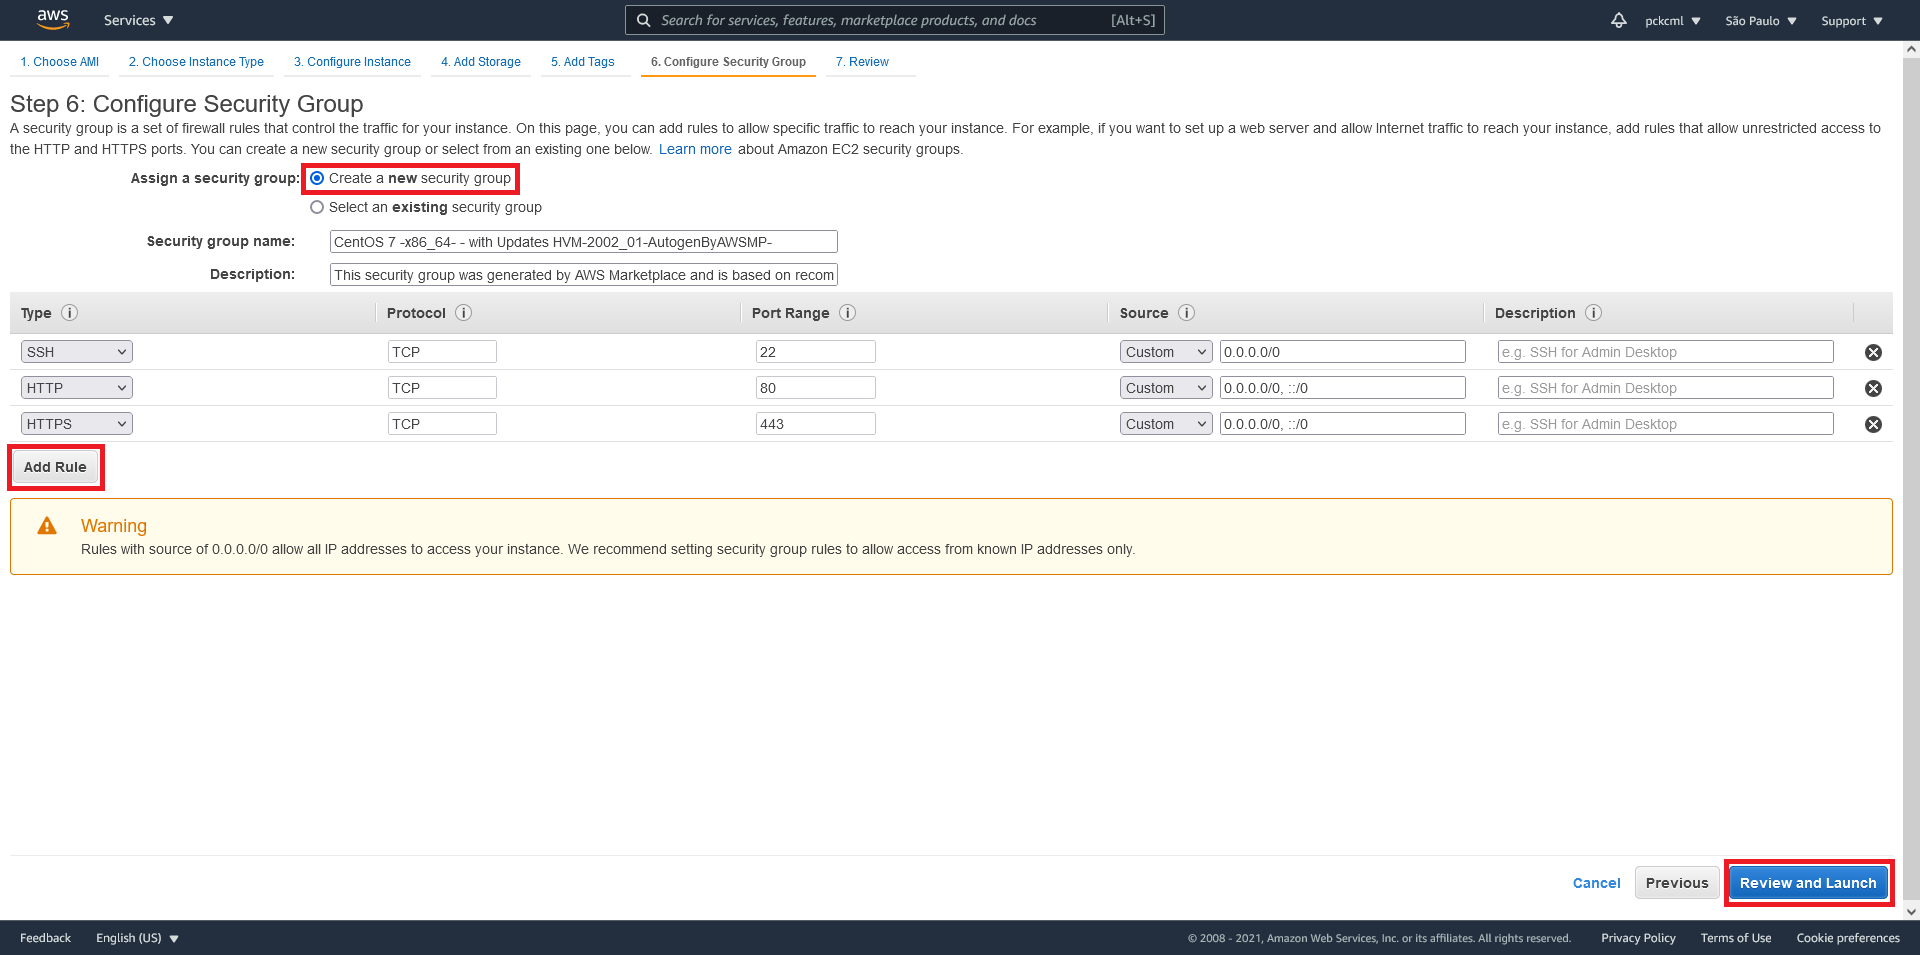 aws Services Search for services, features, marketplace products, and docs [Alt+S] pckcml São Paulo Support
1. Choose AMI 2. Choose Instance Type 3. Configure Instance 4. Add Storage 5. Add Tags 6. Configure Security Group 7. Review
Step 6: Configure Security Group
A security group is a set of firewall rules that control the traffic for your instance. On this page, you can add rules to allow specific traffic to reach your instance. For example, if you want to set up a web server and allow Internet traffic to reach your instance, add rules that allow unrestricted access to
the HTTP and HTTPS ports. You can create a new security group or select from an existing one below. Learn more about Amazon EC2 security groups.
Assign a security group: Create a new security group
Select an existing security group
Security group name: CentOS 7 -x86_64- - with Updates HVM-2002_01-AutogenByAWSMP-
Description: This security group was generated by AWS Marketplace and is based on recom
Type i Protocol i Port Range i Source i Description i
SSH TCP 22 Custom 0.0.0.0/0 e.g. SSH for Admin Desktop
HTTP TCP 80 Custom 0.0.0.0/0, ::/0 e.g. SSH for Admin Desktop
HTTPS TCP 443 Custom 0.0.0.0/0, ::/0 e.g. SSH for Admin Desktop
Add Rule
Warning
Rules with source of 0.0.0.0/0 allow all IP addresses to access your instance. We recommend setting security group rules to allow access from known IP addresses only.
Cancel Previous Review and Launch
Feedback English (US) © 2008 - 2021, Amazon Web Services, Inc. or its affiliates. All rights reserved. Privacy Policy Terms of Use Cookie preferences